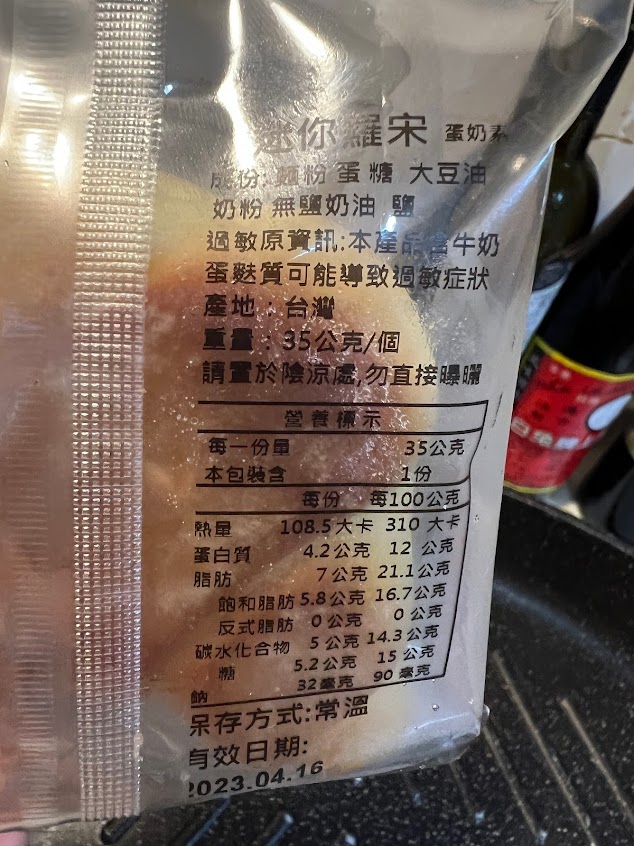 迷你羅宋 蛋奶素
成份:麵粉 蛋 糖 大豆油
奶粉 無鹽奶油 鹽
過敏原資訊:本產品含牛奶
蛋麩質可能導致過敏症狀
產地:台灣
重量:35公克/個
請置於陰涼處,勿直接曝曬
營養標示
每一份量 35公克
本包裝含 1份
每份 每100公克
熱量 108.5大卡 310 大卡
蛋白質 4.2公克 12 公克
脂肪 7公克 21.1公克
飽和脂肪 5.8公克 16.7公克
反式脂肪 0公克 0公克
碳水化合物 5公克 14.3公克
糖 5.2公克 15 公克
鈉 32毫克 90 毫克
保存方式:常溫
有效日期:
2023.04.16